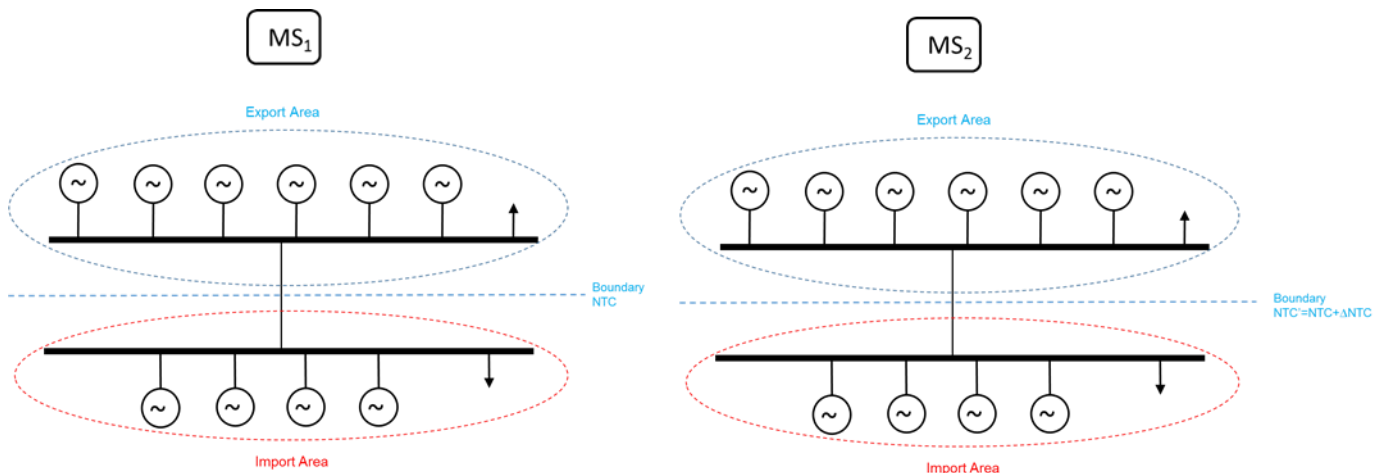 MS₁
Export Area
~ ~ ~ ~ ~ ~
Boundary
NTC
~ ~ ~ ~
Import Area
MS₂
Export Area
~ ~ ~ ~ ~ ~
Boundary
NTC'=NTC+ΔNTC
~ ~ ~ ~
Import Area